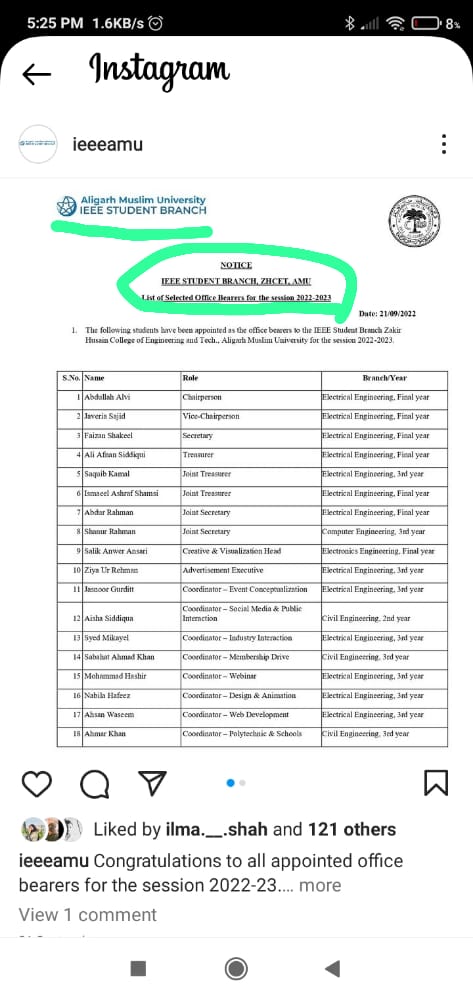 5:25 PM 1.6KB/s
8%
Instagram
ieeeamu
Aligarh Muslim University
IEEE STUDENT BRANCH
NOTICE
IEEE STUDENT BRANCH, ZHCET, AMU
List of Selected Office Bearers for the session 2022-2023
Date: 21/09/2022
1. The following students have been appointed as the office bearers to the IEEE Student Branch Zakir
Husain College of Engineering and Tech., Aligarh Muslim University for the session 2022-2023.
S.No. Name Role Branch/Year
1 Abdullah Alvi Chairperson Electrical Engineering, Final year
2 Javeria Sajid Vice-Chairperson Electrical Engineering, Final year
3 Faizan Shakeel Secretary Electrical Engineering, Final year
4 Ali Afnan Siddiqui Treasurer Electrical Engineering, Final year
5 Saquib Kamal Joint Treasurer Electrical Engineering, 3rd year
6 Ismaeel Ashraf Shamsi Joint Treasurer Electrical Engineering, Final year
7 Abdur Rahman Joint Secretary Electrical Engineering, Final year
8 Rahman Joint Secretary Computer Engineering, 3rd year
9 Salik Anwer Ansari Creative & Visualization Head Electronics Engineering, Final year
10 Ziya Ur Rehman Advertisement Executive Electrical Engineering, 3rd year
11 Gurditt Coordinator – Event Conceptualization Electrical Engineering, 3rd year
Coordinator – Social Media & Public
12 Aisha Siddiqua Interaction Civil Engineering, 2nd year
13 Syed Mikayel Coordinator – Industry Interaction Electrical Engineering, 3rd year
14 Sabahat Ahmad Khan Coordinator – Membership Drive Civil Engineering, 3rd year
15 Mohammad Hashir Coordinator – Webinar Electrical Engineering, 3rd year
16 Nabila Hafeez Coordinator – Design & Animation Electrical Engineering, 3rd year
17 Ahsan Waseem Coordinator – Web Development Electrical Engineering, 3rd year
18 Ahmar Khan Coordinator – Polytechnic & Schools Civil Engineering, 3rd year
Liked by ilma.__.shah and 121 others
ieeeamu Congratulations to all appointed office
bearers for the session 2022-23.... more
View 1 comment